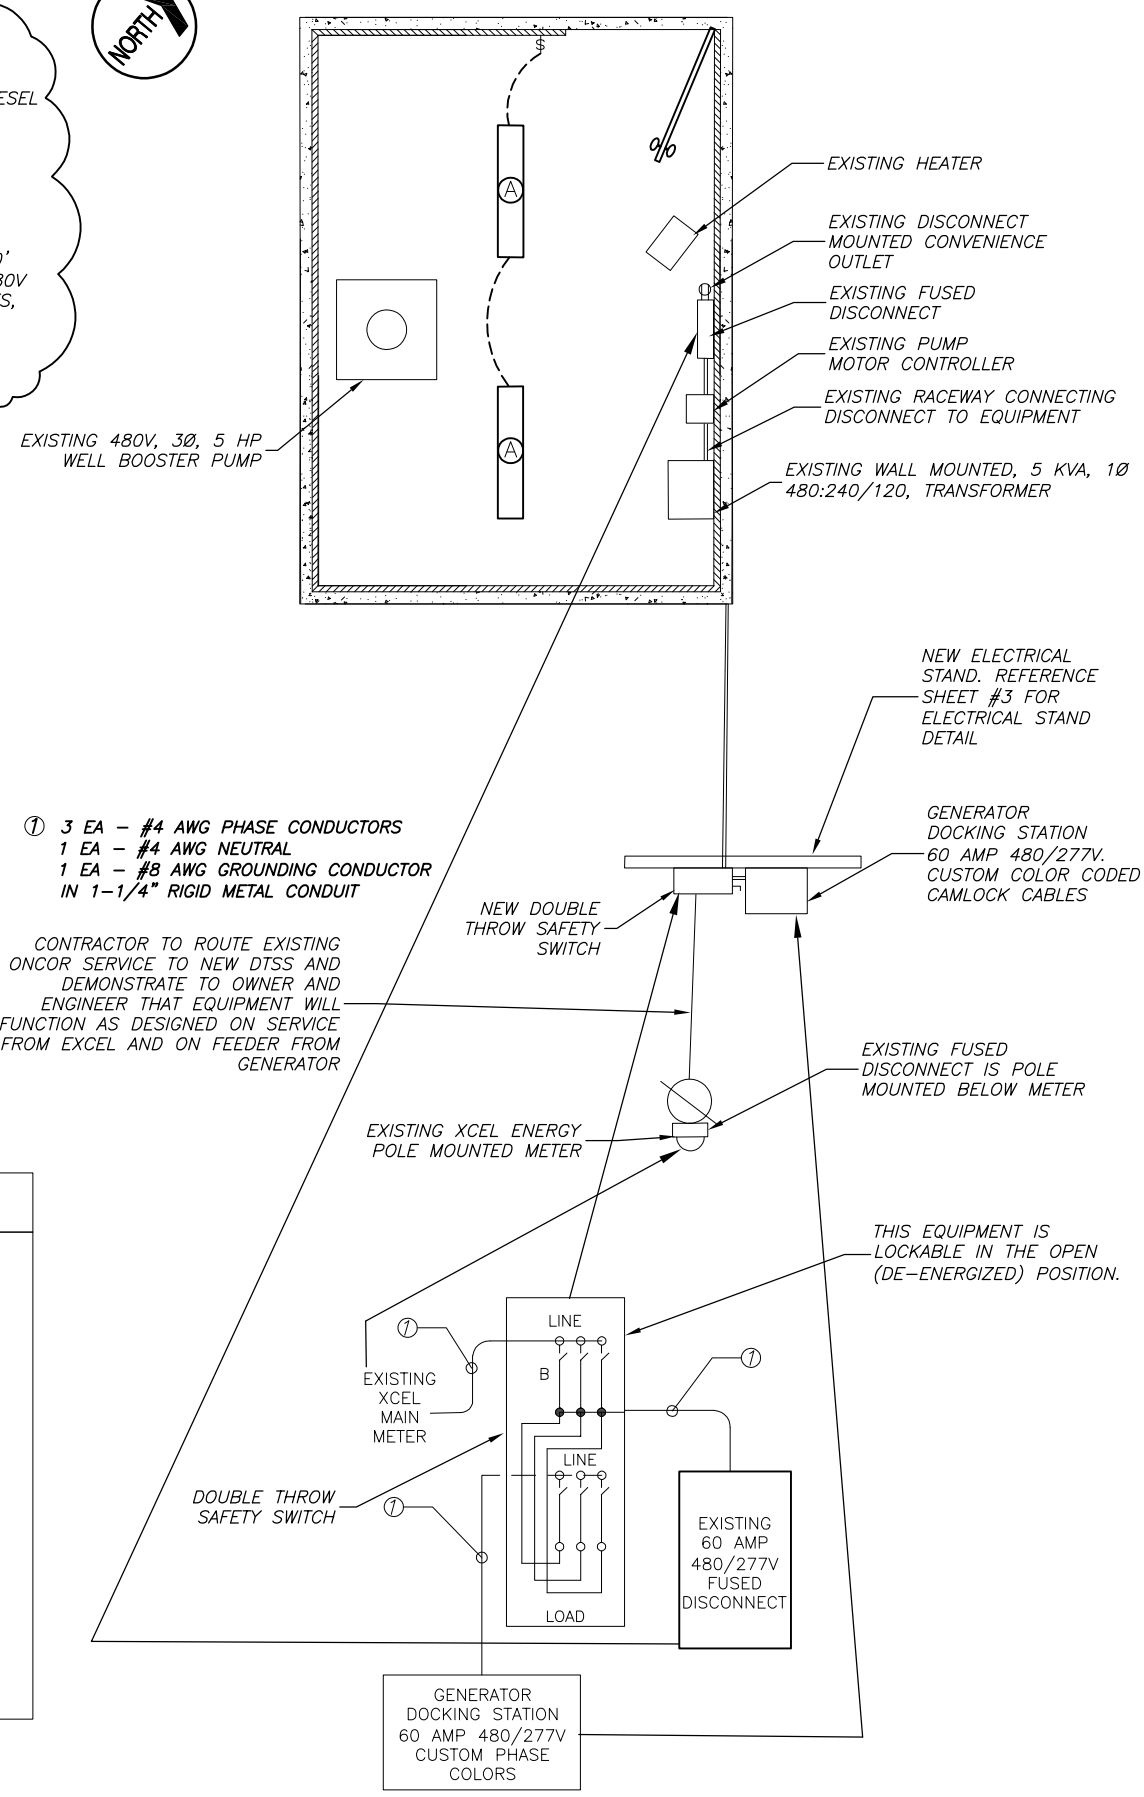 NORTH
ESEL
0'
80V
S,
S
A
A
EXISTING HEATER
EXISTING DISCONNECT
MOUNTED CONVENIENCE
OUTLET
EXISTING FUSED
DISCONNECT
EXISTING PUMP
MOTOR CONTROLLER
EXISTING RACEWAY CONNECTING
DISCONNECT TO EQUIPMENT
EXISTING WALL MOUNTED, 5 KVA, 1Ø
480:240/120, TRANSFORMER
EXISTING 480V, 3Ø, 5 HP
WELL BOOSTER PUMP
NEW ELECTRICAL
STAND. REFERENCE
SHEET #3 FOR
ELECTRICAL STAND
DETAIL
GENERATOR
DOCKING STATION
60 AMP 480/277V.
CUSTOM COLOR CODED
CAMLOCK CABLES
① 3 EA – #4 AWG PHASE CONDUCTORS
1 EA – #4 AWG NEUTRAL
1 EA – #8 AWG GROUNDING CONDUCTOR
IN 1-1/4" RIGID METAL CONDUIT
NEW DOUBLE
THROW SAFETY
SWITCH
CONTRACTOR TO ROUTE EXISTING
ONCOR SERVICE TO NEW DTSS AND
DEMONSTRATE TO OWNER AND
ENGINEER THAT EQUIPMENT WILL
FUNCTION AS DESIGNED ON SERVICE
FROM EXCEL AND ON FEEDER FROM
GENERATOR
EXISTING FUSED
DISCONNECT IS POLE
MOUNTED BELOW METER
EXISTING XCEL ENERGY
POLE MOUNTED METER
THIS EQUIPMENT IS
LOCKABLE IN THE OPEN
(DE-ENERGIZED) POSITION.
LINE
①
①
B
EXISTING
XCEL
MAIN
METER
LINE
DOUBLE THROW
SAFETY SWITCH
①
EXISTING
60 AMP
480/277V
FUSED
DISCONNECT
LOAD
GENERATOR
DOCKING STATION
60 AMP 480/277V
CUSTOM PHASE
COLORS